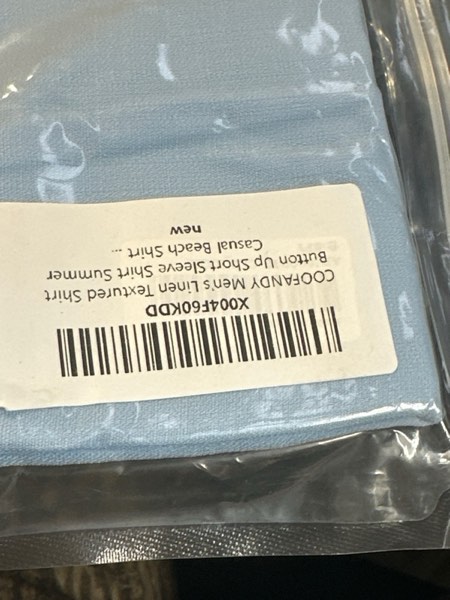 X004F60KDD
COOFANDY Men's Linen Textured Shirt
Button Up Short Sleeve Shirt Summer
Casual Beach Shirt ...
new